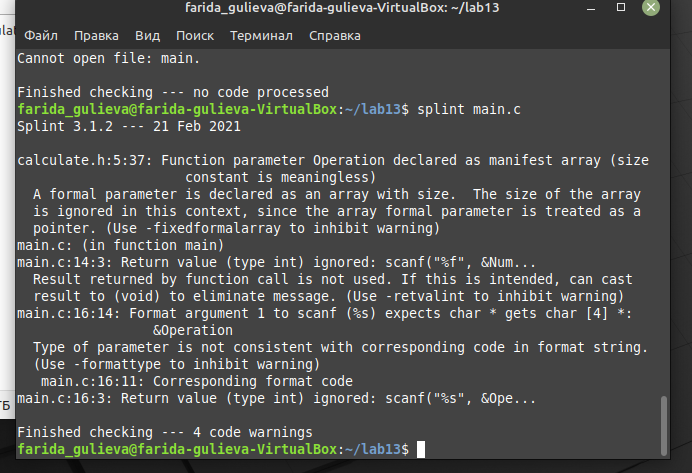 farida_gulieva@farida-gulieva-VirtualBox: ~/lab13
Файл Правка Вид Поиск Терминал Справка
Cannot open file: main.
Finished checking --- no code processed
farida_gulieva@farida-gulieva-VirtualBox:~/lab13$ splint main.c
Splint 3.1.2 --- 21 Feb 2021
calculate.h:5:37: Function parameter Operation declared as manifest array (size
constant is meaningless)
A formal parameter is declared as an array with size.  The size of the array
is ignored in this context, since the array formal parameter is treated as a
pointer. (Use -fixedformalarray to inhibit warning)
main.c: (in function main)
main.c:14:3: Return value (type int) ignored: scanf("%f", &Num...
Result returned by function call is not used. If this is intended, can cast
result to (void) to eliminate message. (Use -retvalint to inhibit warning)
main.c:16:14: Format argument 1 to scanf (%s) expects char * gets char [4] *:
&Operation
Type of parameter is not consistent with corresponding code in format string.
(Use -formattype to inhibit warning)
main.c:16:11: Corresponding format code
main.c:16:3: Return value (type int) ignored: scanf("%s", &Ope...
Finished checking --- 4 code warnings
farida_gulieva@farida-gulieva-VirtualBox:~/lab13$